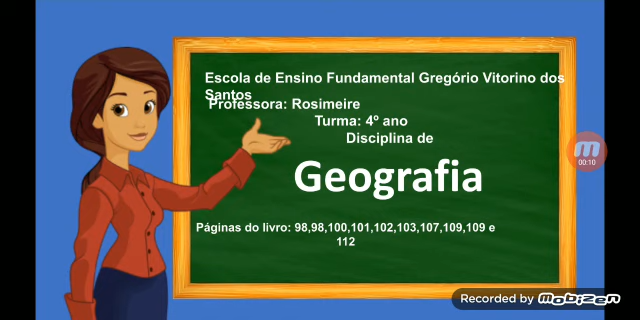 Escola de Ensino Fundamental Gregório Vitorino dos
Santos
Professora: Rosimeire
Turma: 4º ano
Disciplina de
Geografia
Páginas do livro: 98,98,100,101,102,103,107,109,109 e
112
00:10
Recorded by Mobizen